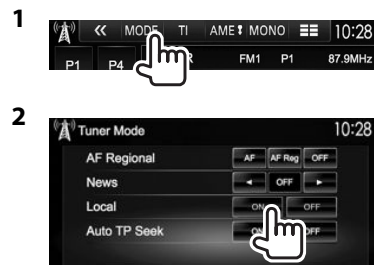 1
MODE TI AME MONO 10:28
P1 P4 R FM1 P1 87.9MHz
2
Tuner Mode 10:28
AF Regional AF AF Reg OFF
News OFF
Local ON OFF
Auto TP Seek ON OFF